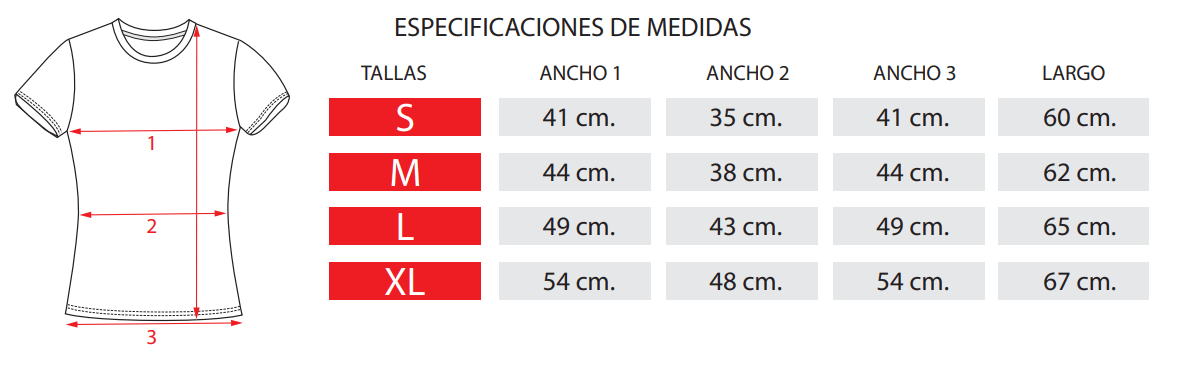 ESPECIFICACIONES DE MEDIDAS
TALLAS ANCHO 1 ANCHO 2 ANCHO 3 LARGO
S 41 cm. 35 cm. 41 cm. 60 cm.
M 44 cm. 38 cm. 44 cm. 62 cm.
L 49 cm. 43 cm. 49 cm. 65 cm.
XL 54 cm. 48 cm. 54 cm. 67 cm.
1
2
3